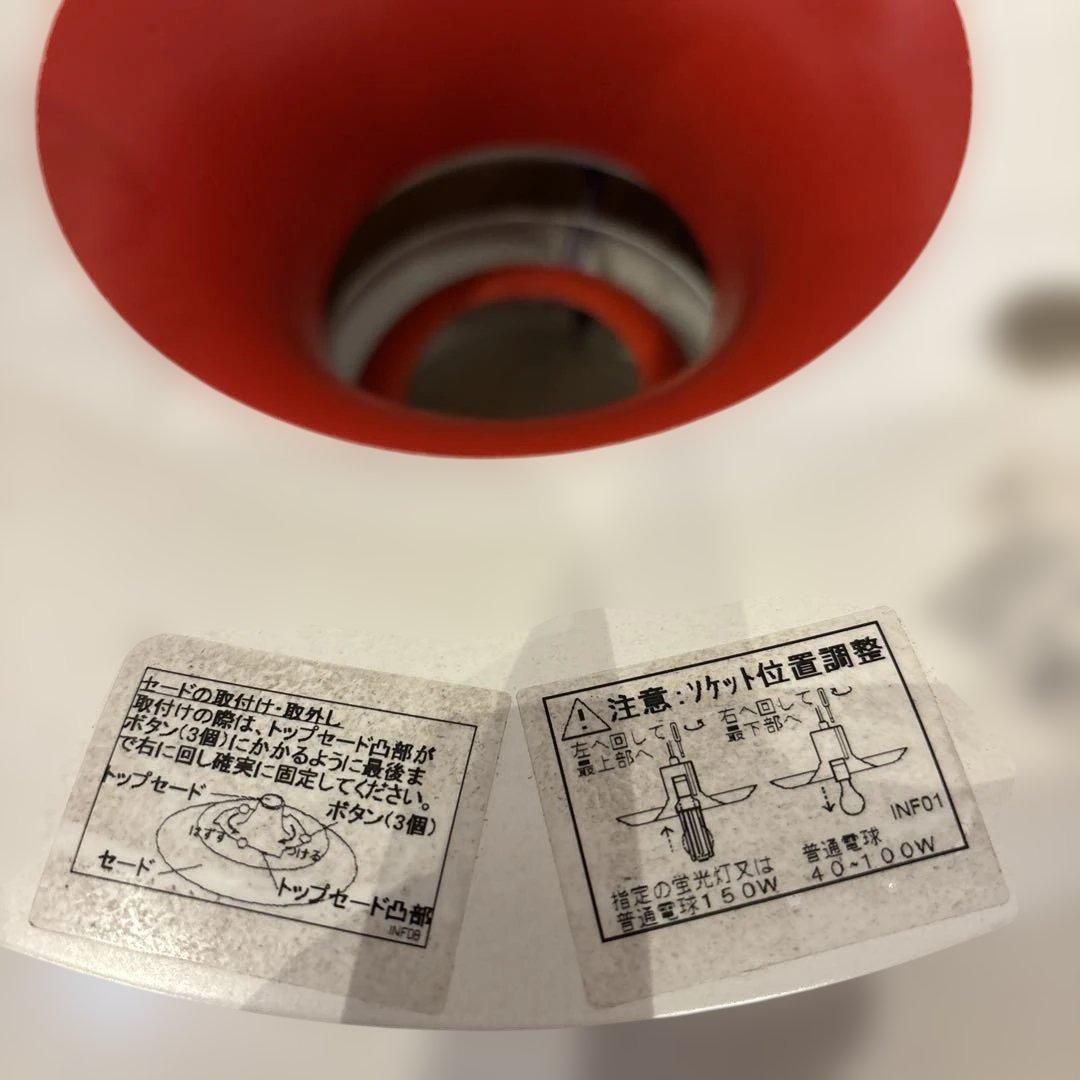 セードの取付け・取外し
取付けの際は、トップセード凸部が
ボタン(3個)にかかるように最後ま
で右に回し確実に固定してください。
トップセード
ボタン(3個)
はずす
つける
セード
トップセード凸部
INF08
注意:ソケット位置調整
左へ回して
最上部へ
右へ回して
最下部へ
INF01
指定の蛍光灯又は
普通電球150W
普通電球
40~100W